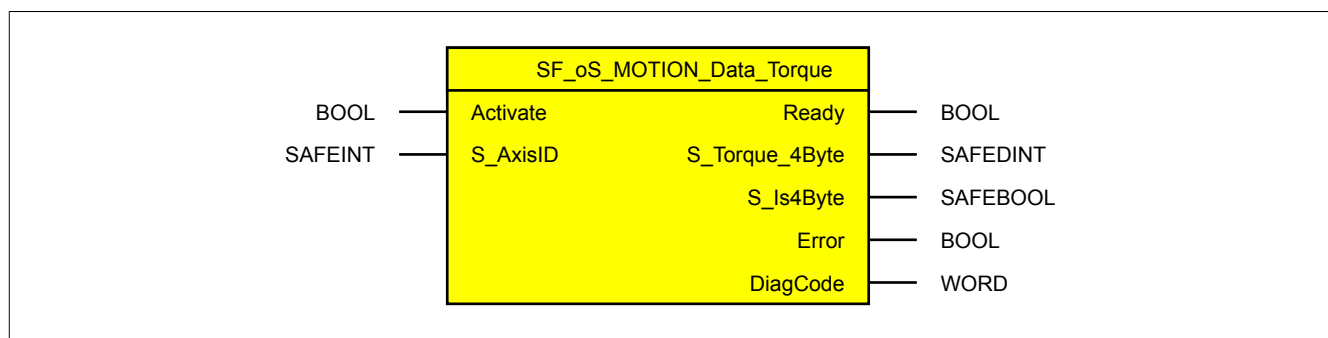 SF_oS_MOTION_Data_Torque
BOOL Activate Ready BOOL
SAFEINT S_AxisID S_Torque_4Byte SAFEDINT
S_Is4Byte SAFEBOOL
Error BOOL
DiagCode WORD